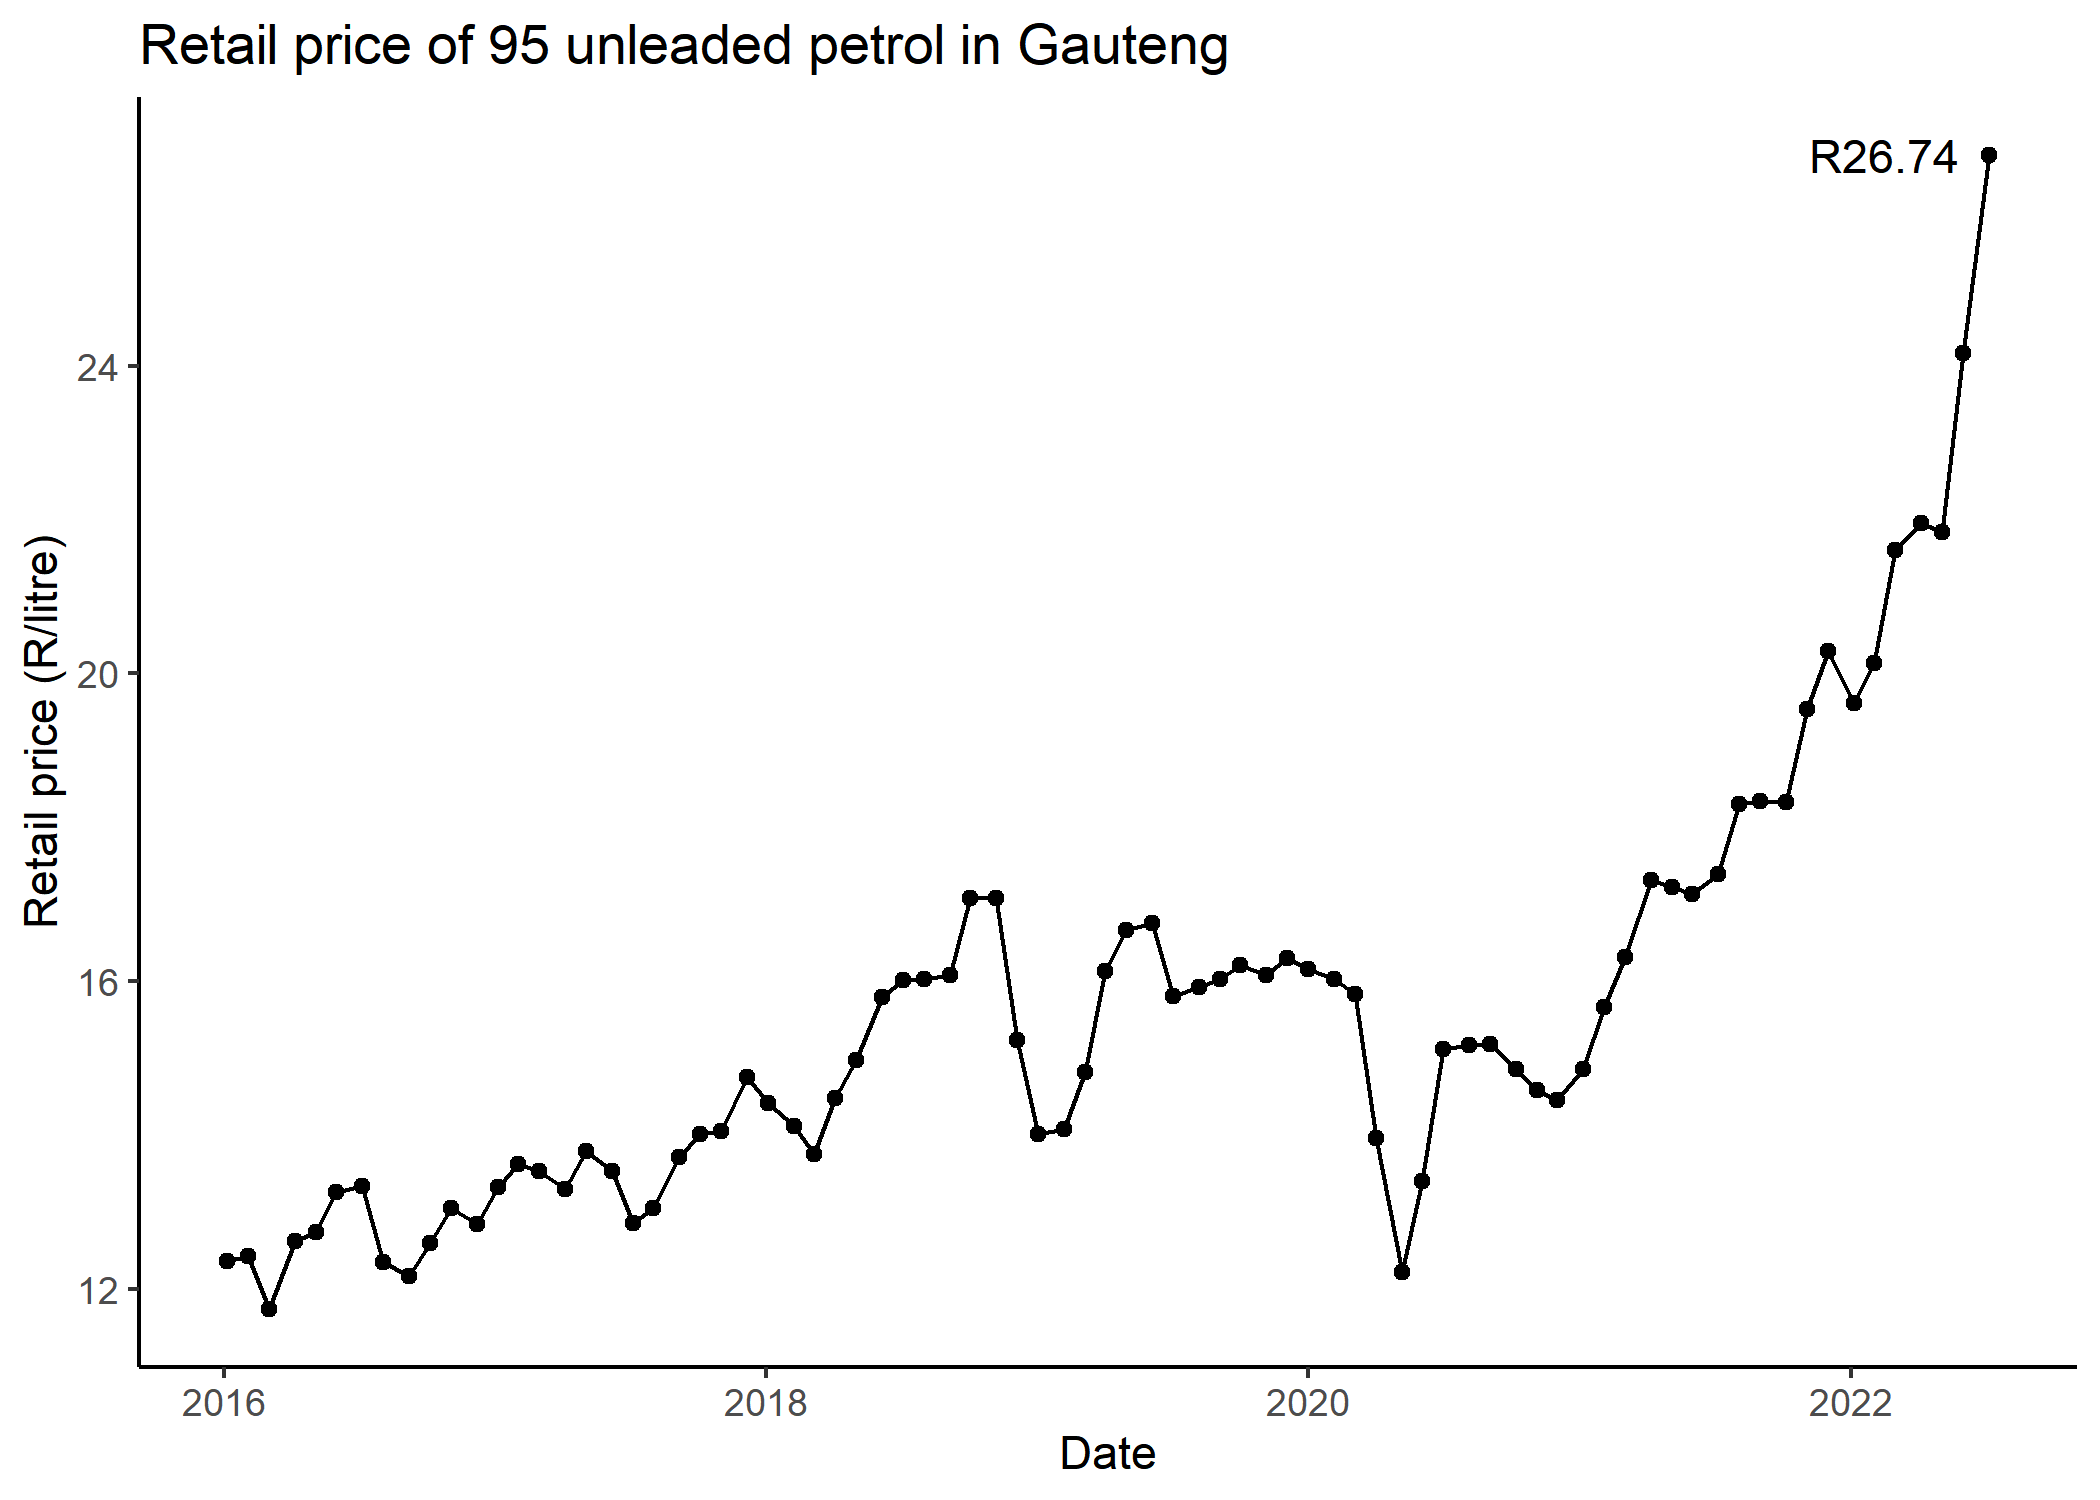 Retail price of 95 unleaded petrol in Gauteng
R26.74
Retail price (R/litre)
24
20
16
12
2016 2018 2020 2022
Date